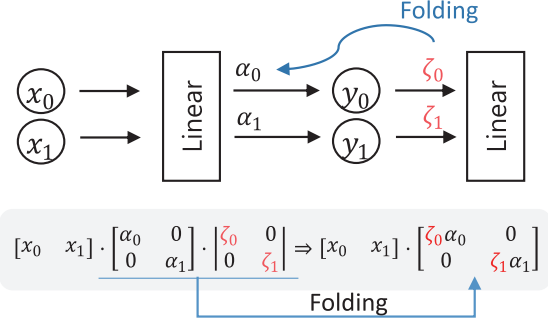 Folding
x₀ Linear α₀ y₀ ζ₀ Linear
x₁ α₁ y₁ ζ₁
[x₀ x₁] · [α₀ 0 0 α₁] · |ζ₀ 0 0 ζ₁| ⇒ [x₀ x₁] · [ζ₀α₀ 0 0 ζ₁α₁]
Folding